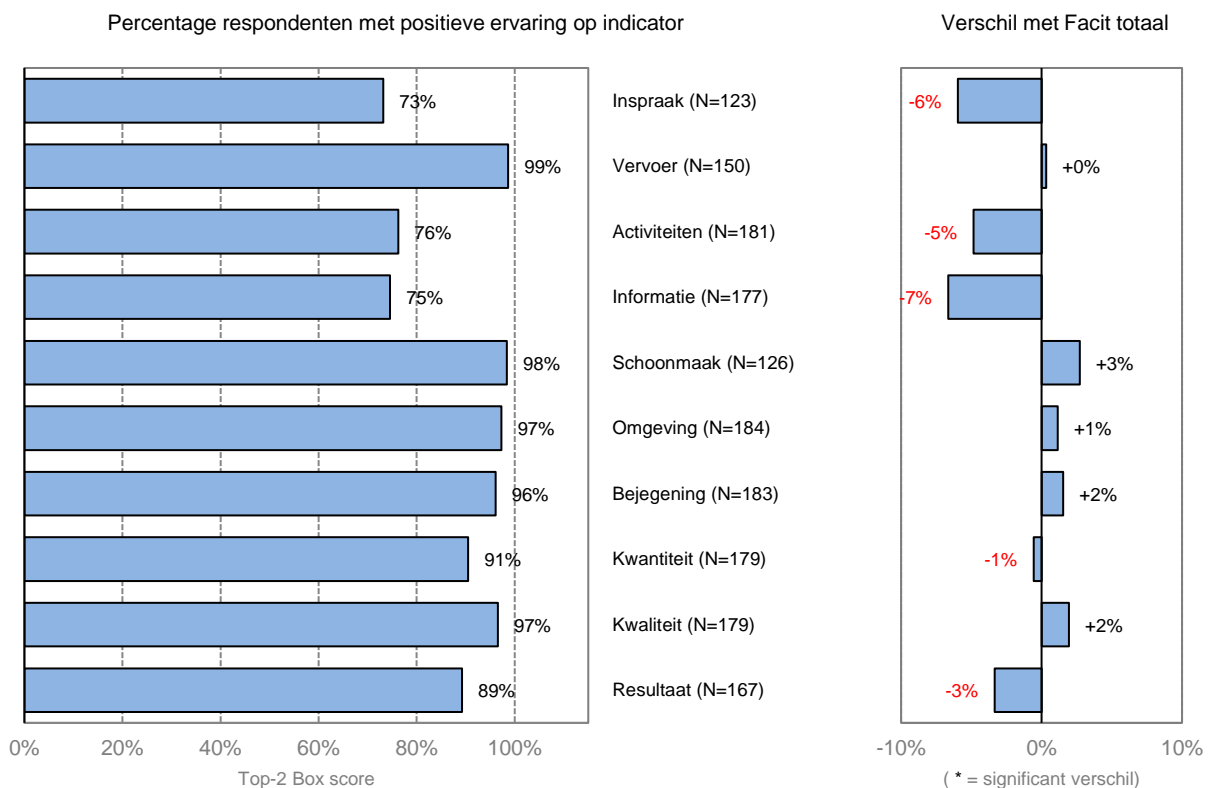 Percentage respondenten met positieve ervaring op indicator
Verschil met Facit totaal
73%
Inspraak (N=123)
-6%
99%
Vervoer (N=150)
+0%
76%
Activiteiten (N=181)
-5%
75%
Informatie (N=177)
-7%
98%
Schoonmaak (N=126)
+3%
97%
Omgeving (N=184)
+1%
96%
Bejegening (N=183)
+2%
91%
Kwantiteit (N=179)
-1%
97%
Kwaliteit (N=179)
+2%
89%
Resultaat (N=167)
-3%
0% 20% 40% 60% 80% 100%
-10% 0% 10%
Top-2 Box score
( * = significant verschil)